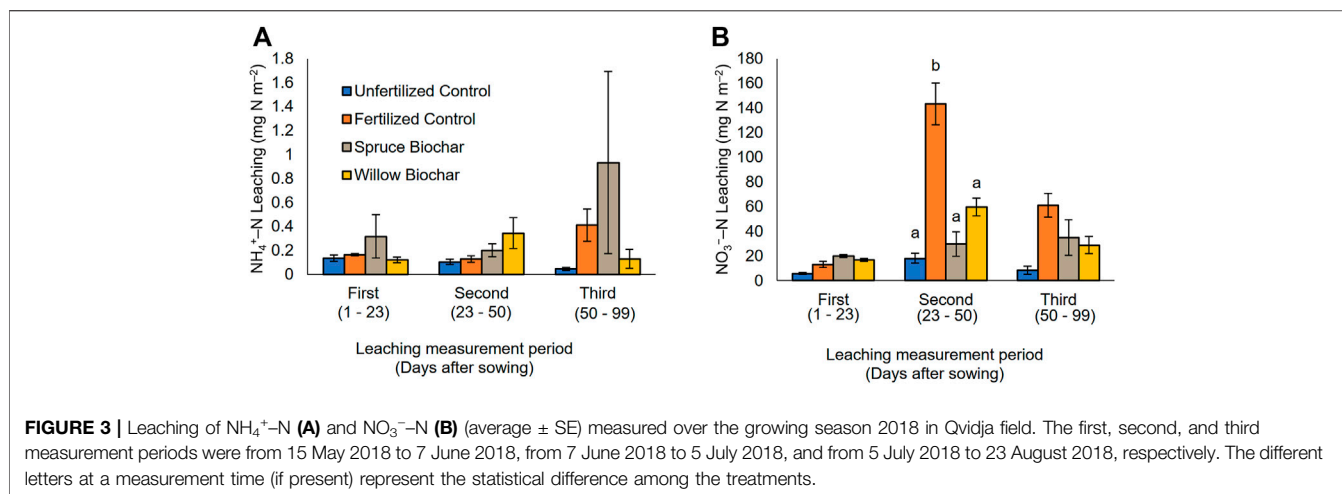 A
NH₄⁺–N Leaching (mg N m⁻²)
1.8
1.6
1.4
1.2
1
0.8
0.6
0.4
0.2
0
Unfertilized Control
Fertilized Control
Spruce Biochar
Willow Biochar
First
(1 - 23)
Second
(23 - 50)
Third
(50 - 99)
Leaching measurement period
(Days after sowing)
B
NO₃⁻–N Leaching (mg N m⁻²)
180
160
140
120
100
80
60
40
20
0
a
b
a
a
First
(1 - 23)
Second
(23 - 50)
Third
(50 - 99)
Leaching measurement period
(Days after sowing)
FIGURE 3 | Leaching of NH₄⁺–N (A) and NO₃⁻–N (B) (average ± SE) measured over the growing season 2018 in Qvidja field. The first, second, and third
measurement periods were from 15 May 2018 to 7 June 2018, from 7 June 2018 to 5 July 2018, and from 5 July 2018 to 23 August 2018, respectively. The different
letters at a measurement time (if present) represent the statistical difference among the treatments.